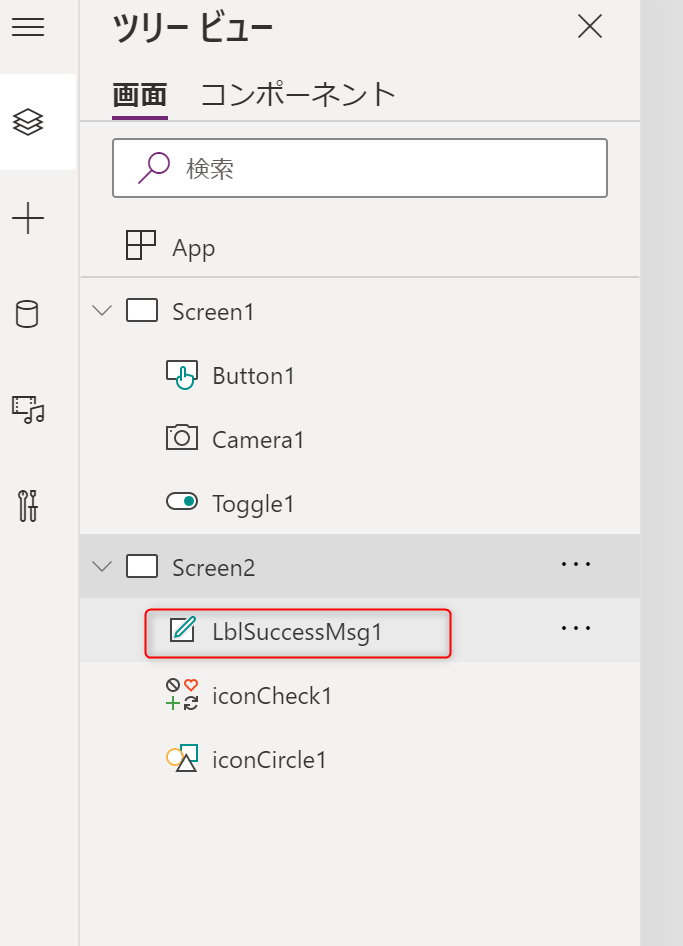 ツリー ビュー
画面 コンポーネント
検索
App
Screen1
Button1
Camera1
Toggle1
Screen2
LblSuccessMsg1
iconCheck1
iconCircle1